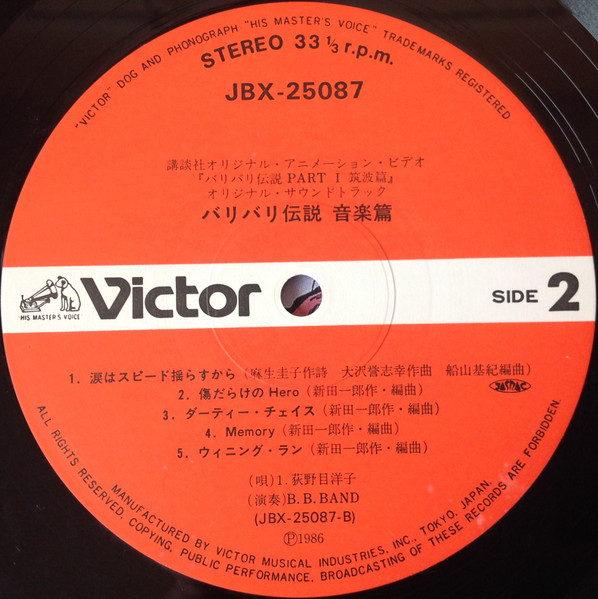 "VICTOR" DOG AND PHONOGRAPH "HIS MASTER'S VOICE" TRADEMARKS REGISTERED
STEREO 33 1/3 r.p.m.
JBX-25087
講談社オリジナル・アニメーション・ビデオ
『バリバリ伝説 PART I 筑波篇』
オリジナル・サウンドトラック
バリバリ伝説 音楽篇
"HIS MASTER'S VOICE"
Victor
SIDE 2
1. 涙はスピード揺らすから（麻生圭子作詩 大沢誉志幸作曲 船山基紀編曲）
2. 傷だらけのHero（新田一郎作・編曲）
3. ダーティー・チェイス（新田一郎作・編曲）
JASRAC
4. Memory（新田一郎作・編曲）
5. ウィニング・ラン（新田一郎作・編曲）
（唄）1. 荻野目洋子
（演奏）B.B.BAND
(JBX-25087-B)
Ⓟ1986
MANUFACTURED BY VICTOR MUSICAL INDUSTRIES, INC., TOKYO, JAPAN.
ALL RIGHTS RESERVED. COPYING, PUBLIC PERFORMANCE, BROADCASTING OF THESE RECORDS ARE FORBIDDEN.